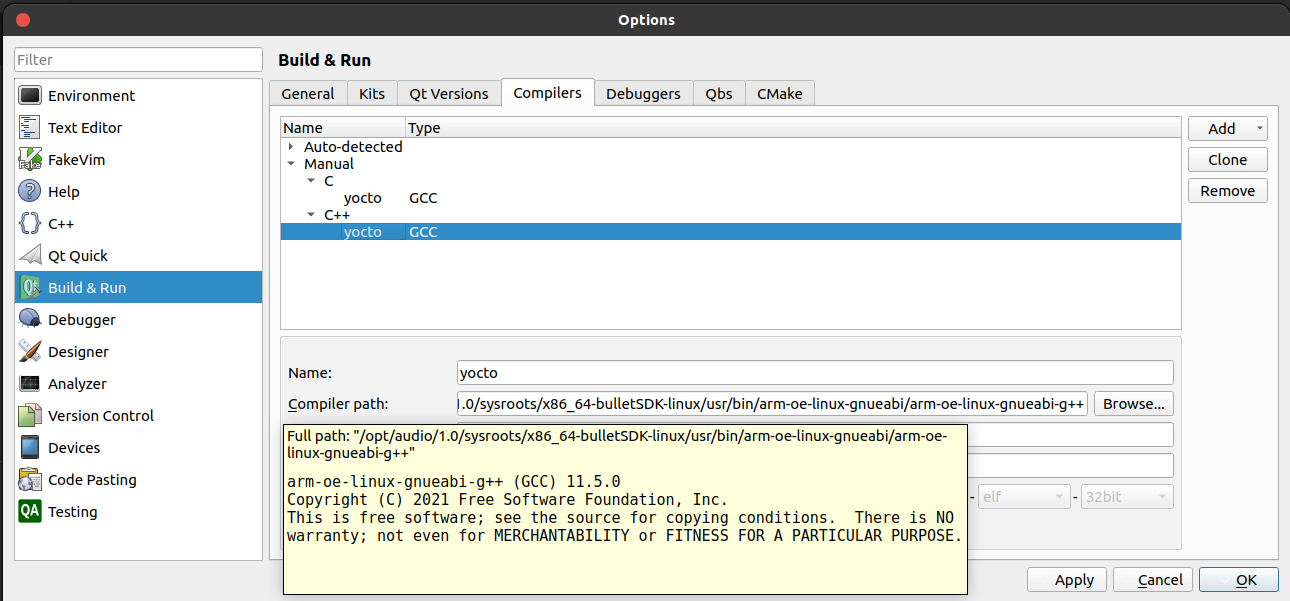 Options
Filter
Environment
Text Editor
FakeVim
Help
C++
Qt Quick
Build & Run
Debugger
Designer
Analyzer
Version Control
Devices
Code Pasting
Testing
Build & Run
General Kits Qt Versions Compilers Debuggers Qbs CMake
Name Type
Auto-detected
Manual
C
yocto GCC
C++
yocto GCC
Add
Clone
Remove
Name: yocto
Compiler path: .0/sysroots/x86_64-bulletSDK-linux/usr/bin/arm-oe-linux-gnueabi/arm-oe-linux-gnueabi-g++ Browse...
- elf - 32bit
Full path: "/opt/audio/1.0/sysroots/x86_64-bulletSDK-linux/usr/bin/arm-oe-linux-gnueabi/arm-oe-
linux-gnueabi-g++"
arm-oe-linux-gnueabi-g++ (GCC) 11.5.0
Copyright (C) 2021 Free Software Foundation, Inc.
This is free software; see the source for copying conditions.  There is NO
warranty; not even for MERCHANTABILITY or FITNESS FOR A PARTICULAR PURPOSE.
Apply Cancel OK